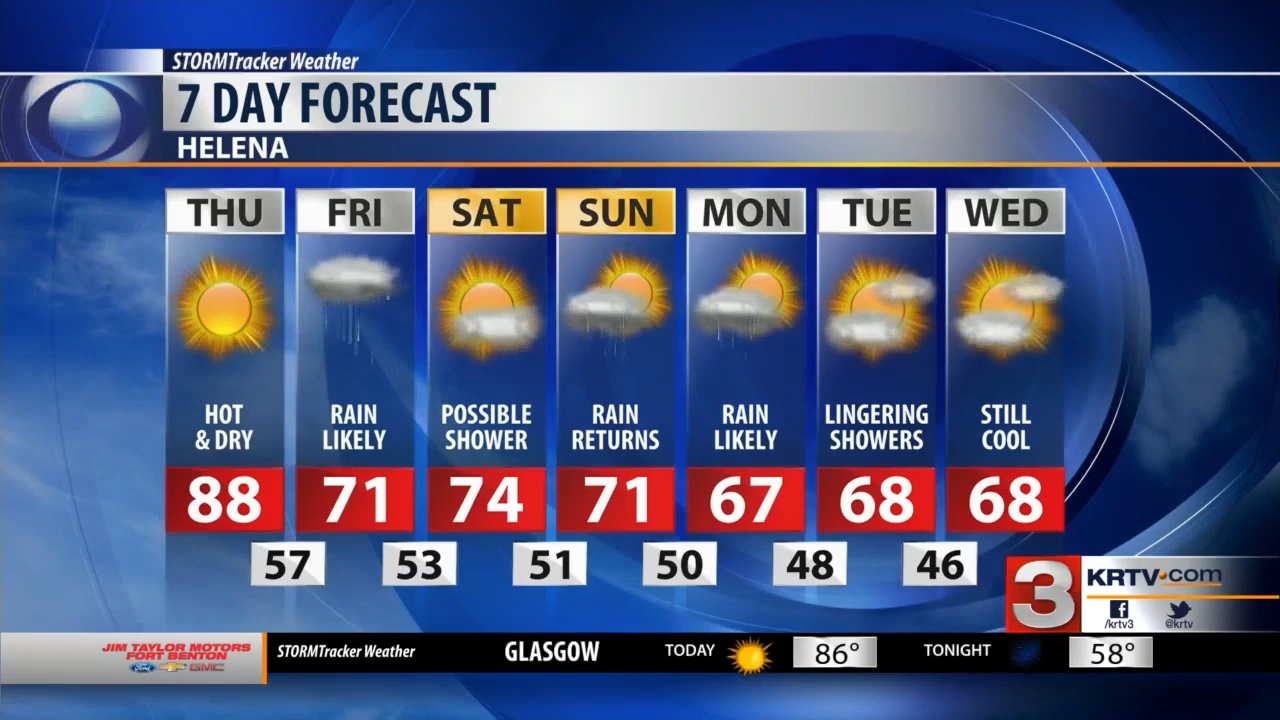 STORMTracker Weather
7 DAY FORECAST
HELENA
THU FRI SAT SUN MON TUE WED
HOT RAIN POSSIBLE RAIN RAIN LINGERING STILL
& DRY LIKELY SHOWER RETURNS LIKELY SHOWERS COOL
88 71 74 71 67 68 68
57 53 51 50 48 46
3 KRTV.com
/krtv3 @krtv
JIM TAYLOR MOTORS
FORT BENTON
Ford CHEVROLET GMC
STORMTracker Weather GLASGOW TODAY 86° TONIGHT 58°